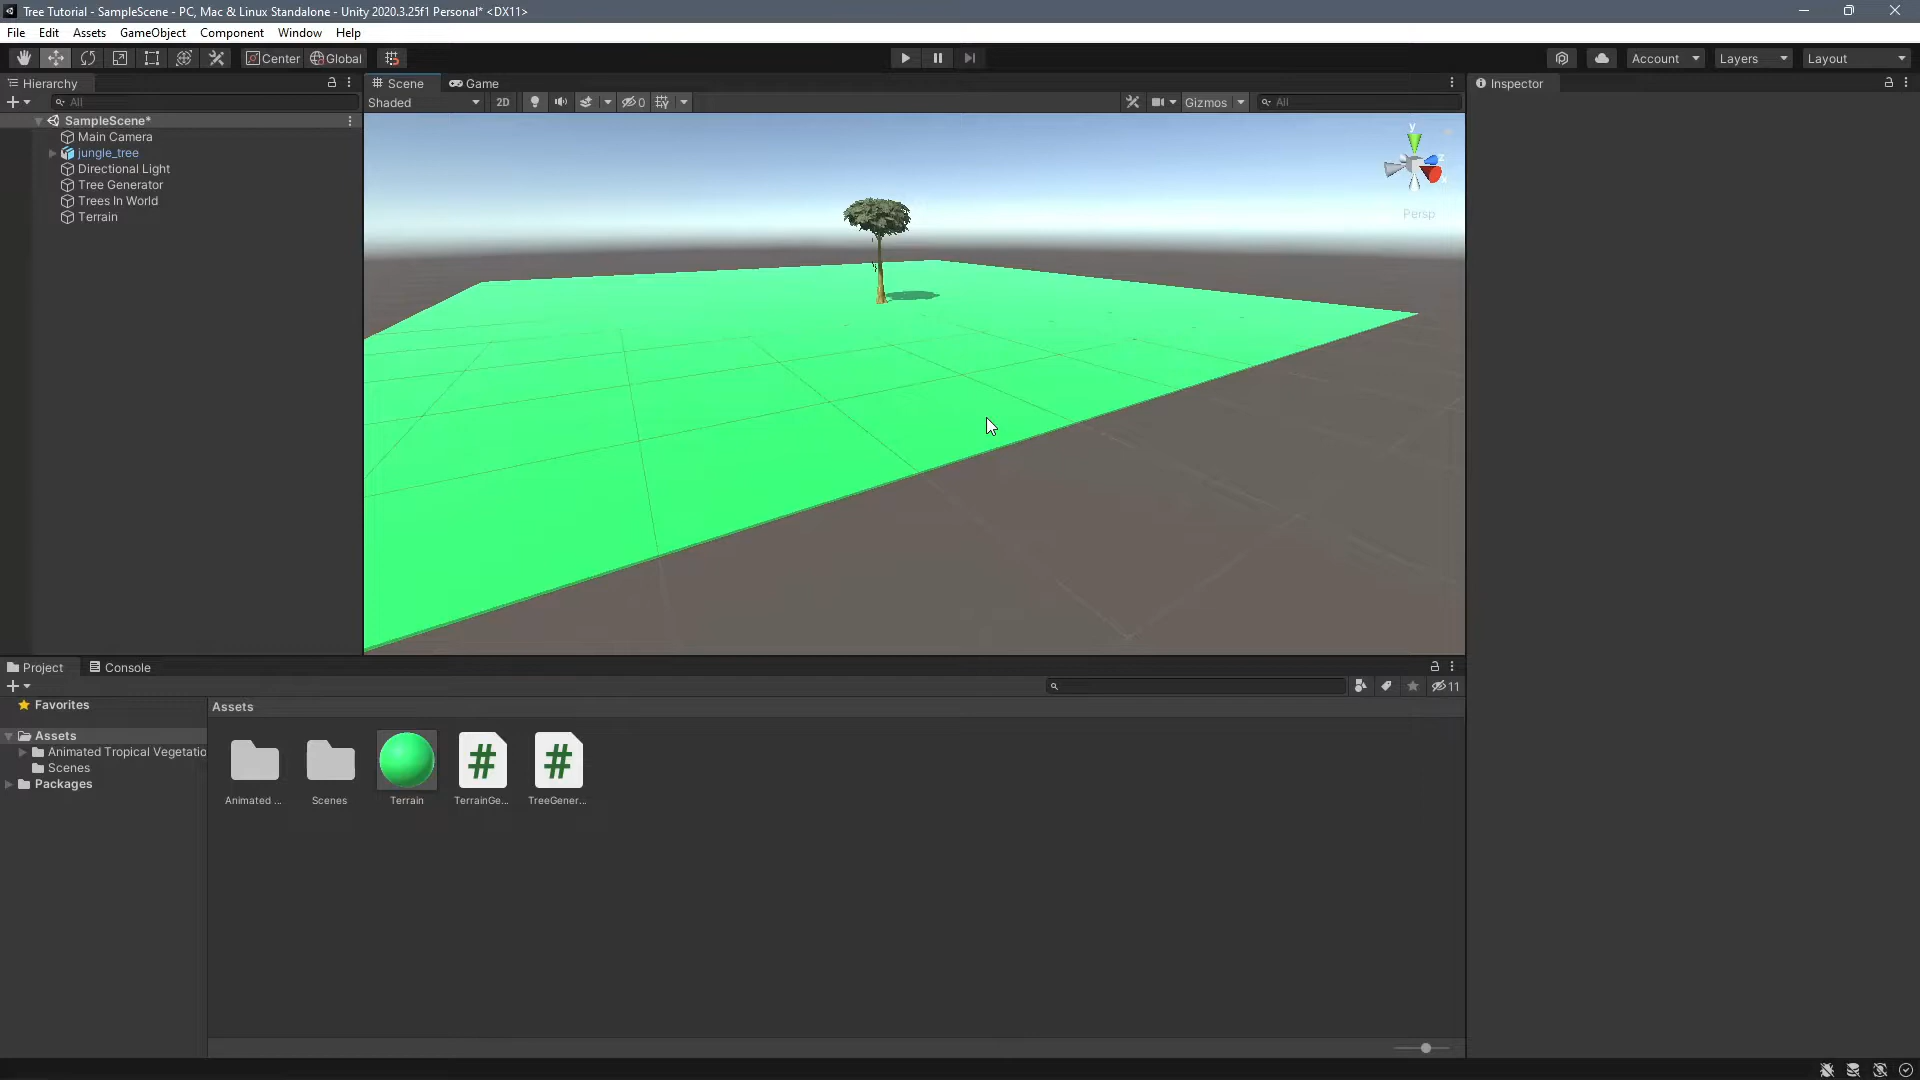 Tree Tutorial - SampleScene - PC, Mac & Linux Standalone - Unity 2020.3.25f1 Personal* <DX11>
File Edit Assets GameObject Component Window Help
Center Global Account Layers Layout
Hierarchy
All
SampleScene*
Main Camera
jungle_tree
Directional Light
Tree Generator
Trees In World
Terrain
Scene Game
Shaded 2D 0 Gizmos All
y
z
x
Persp
Inspector
Project Console
11
Favorites
Assets
Animated Tropical Vegetatio
Scenes
Packages
Assets
Animated ... Scenes Terrain TerrainGe... TreeGener...